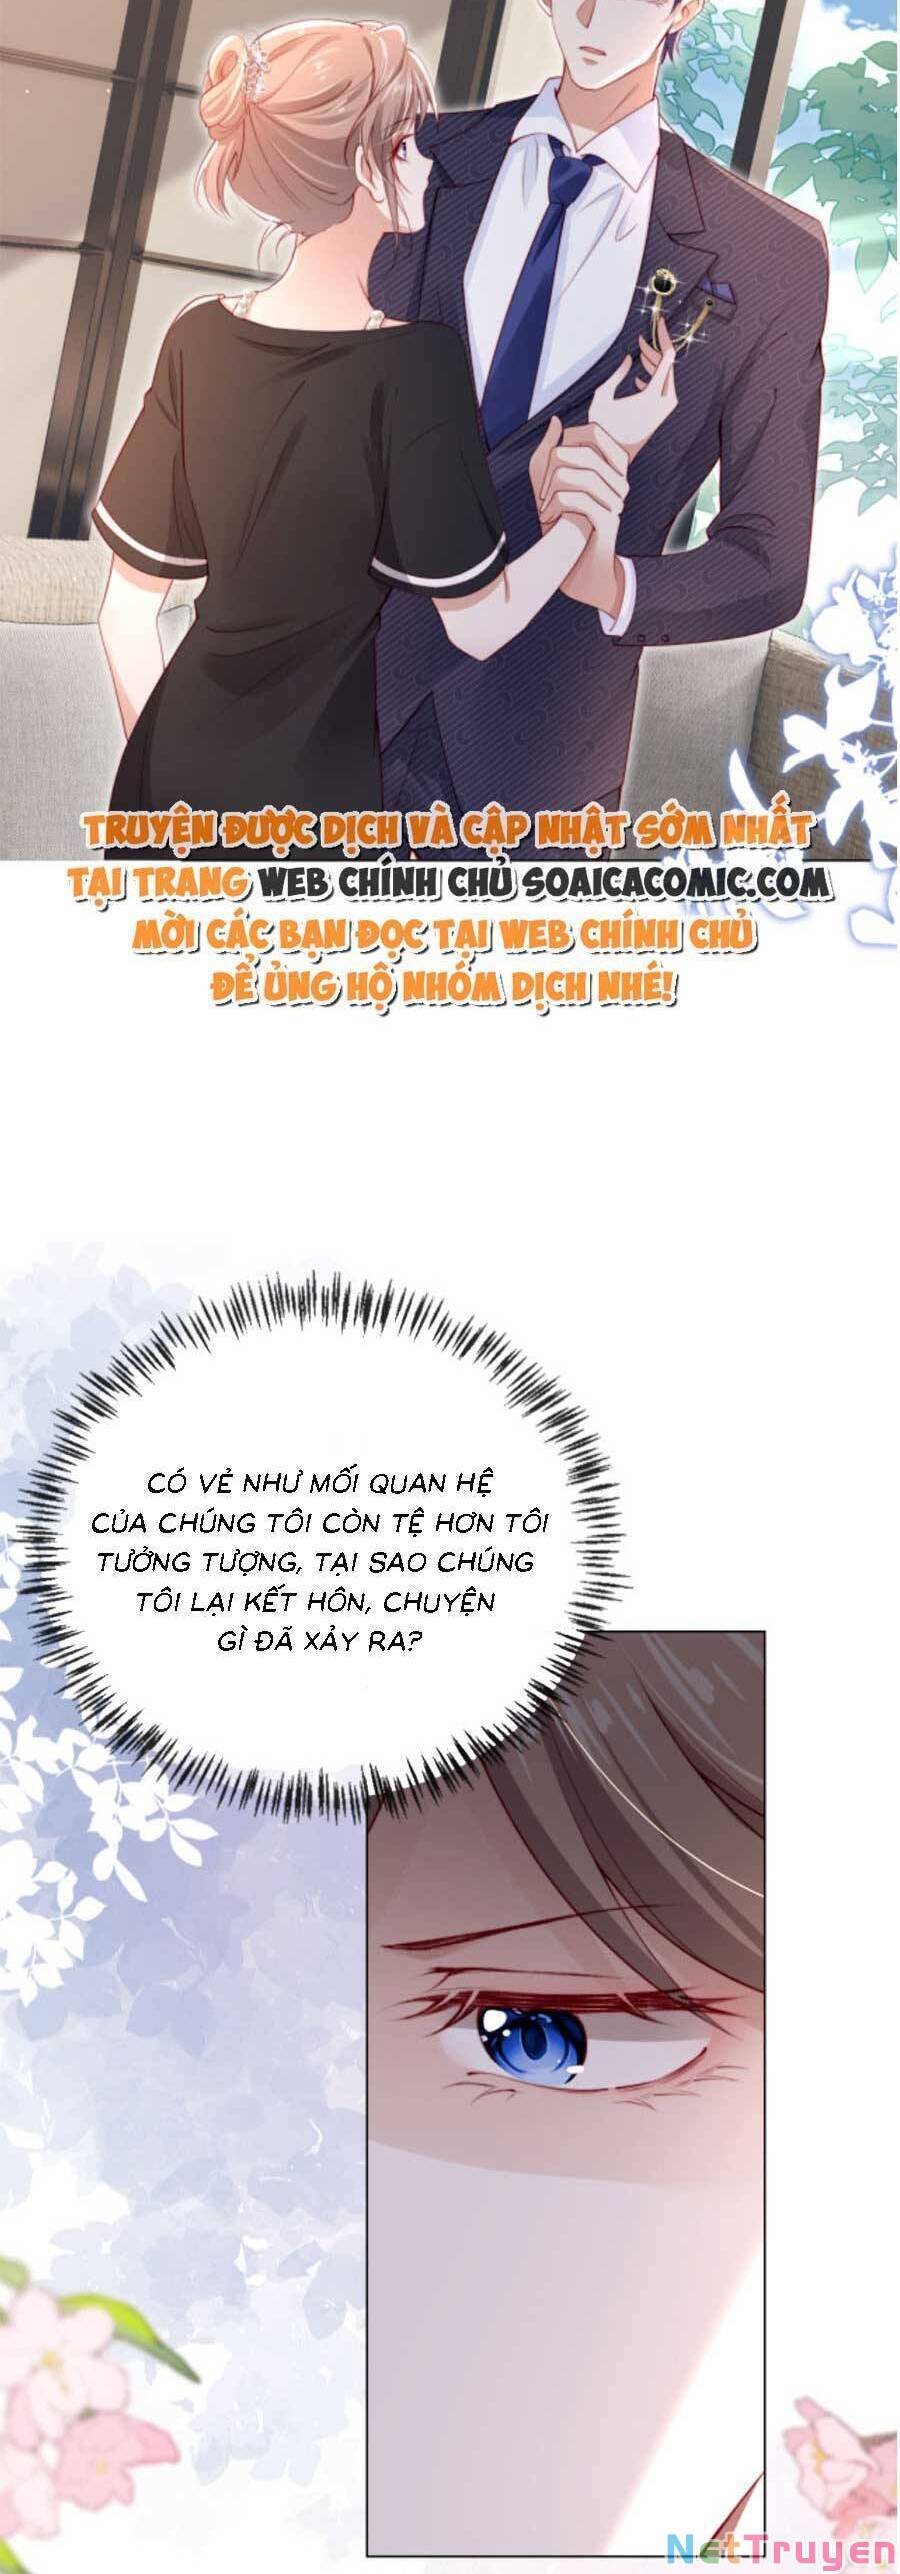 TRUYỆN ĐƯỢC DỊCH VÀ CẬP NHẬT SỚM NHẤT
TẠI TRANG WEB CHÍNH CHỦ SOAICACOMIC.COM
MỜI CÁC BẠN ĐỌC TẠI WEB CHÍNH CHỦ
ĐỂ ỦNG HỘ NHÓM DỊCH NHÉ!
CÓ VẺ NHƯ MỐI QUAN HỆ
CỦA CHÚNG TÔI CÒN TỆ HƠN TÔI
TƯỞNG TƯỢNG, TẠI SAO CHÚNG
TÔI LẠI KẾT HÔN, CHUYỆN
GÌ ĐÃ XẢY RA?
NetTruyen